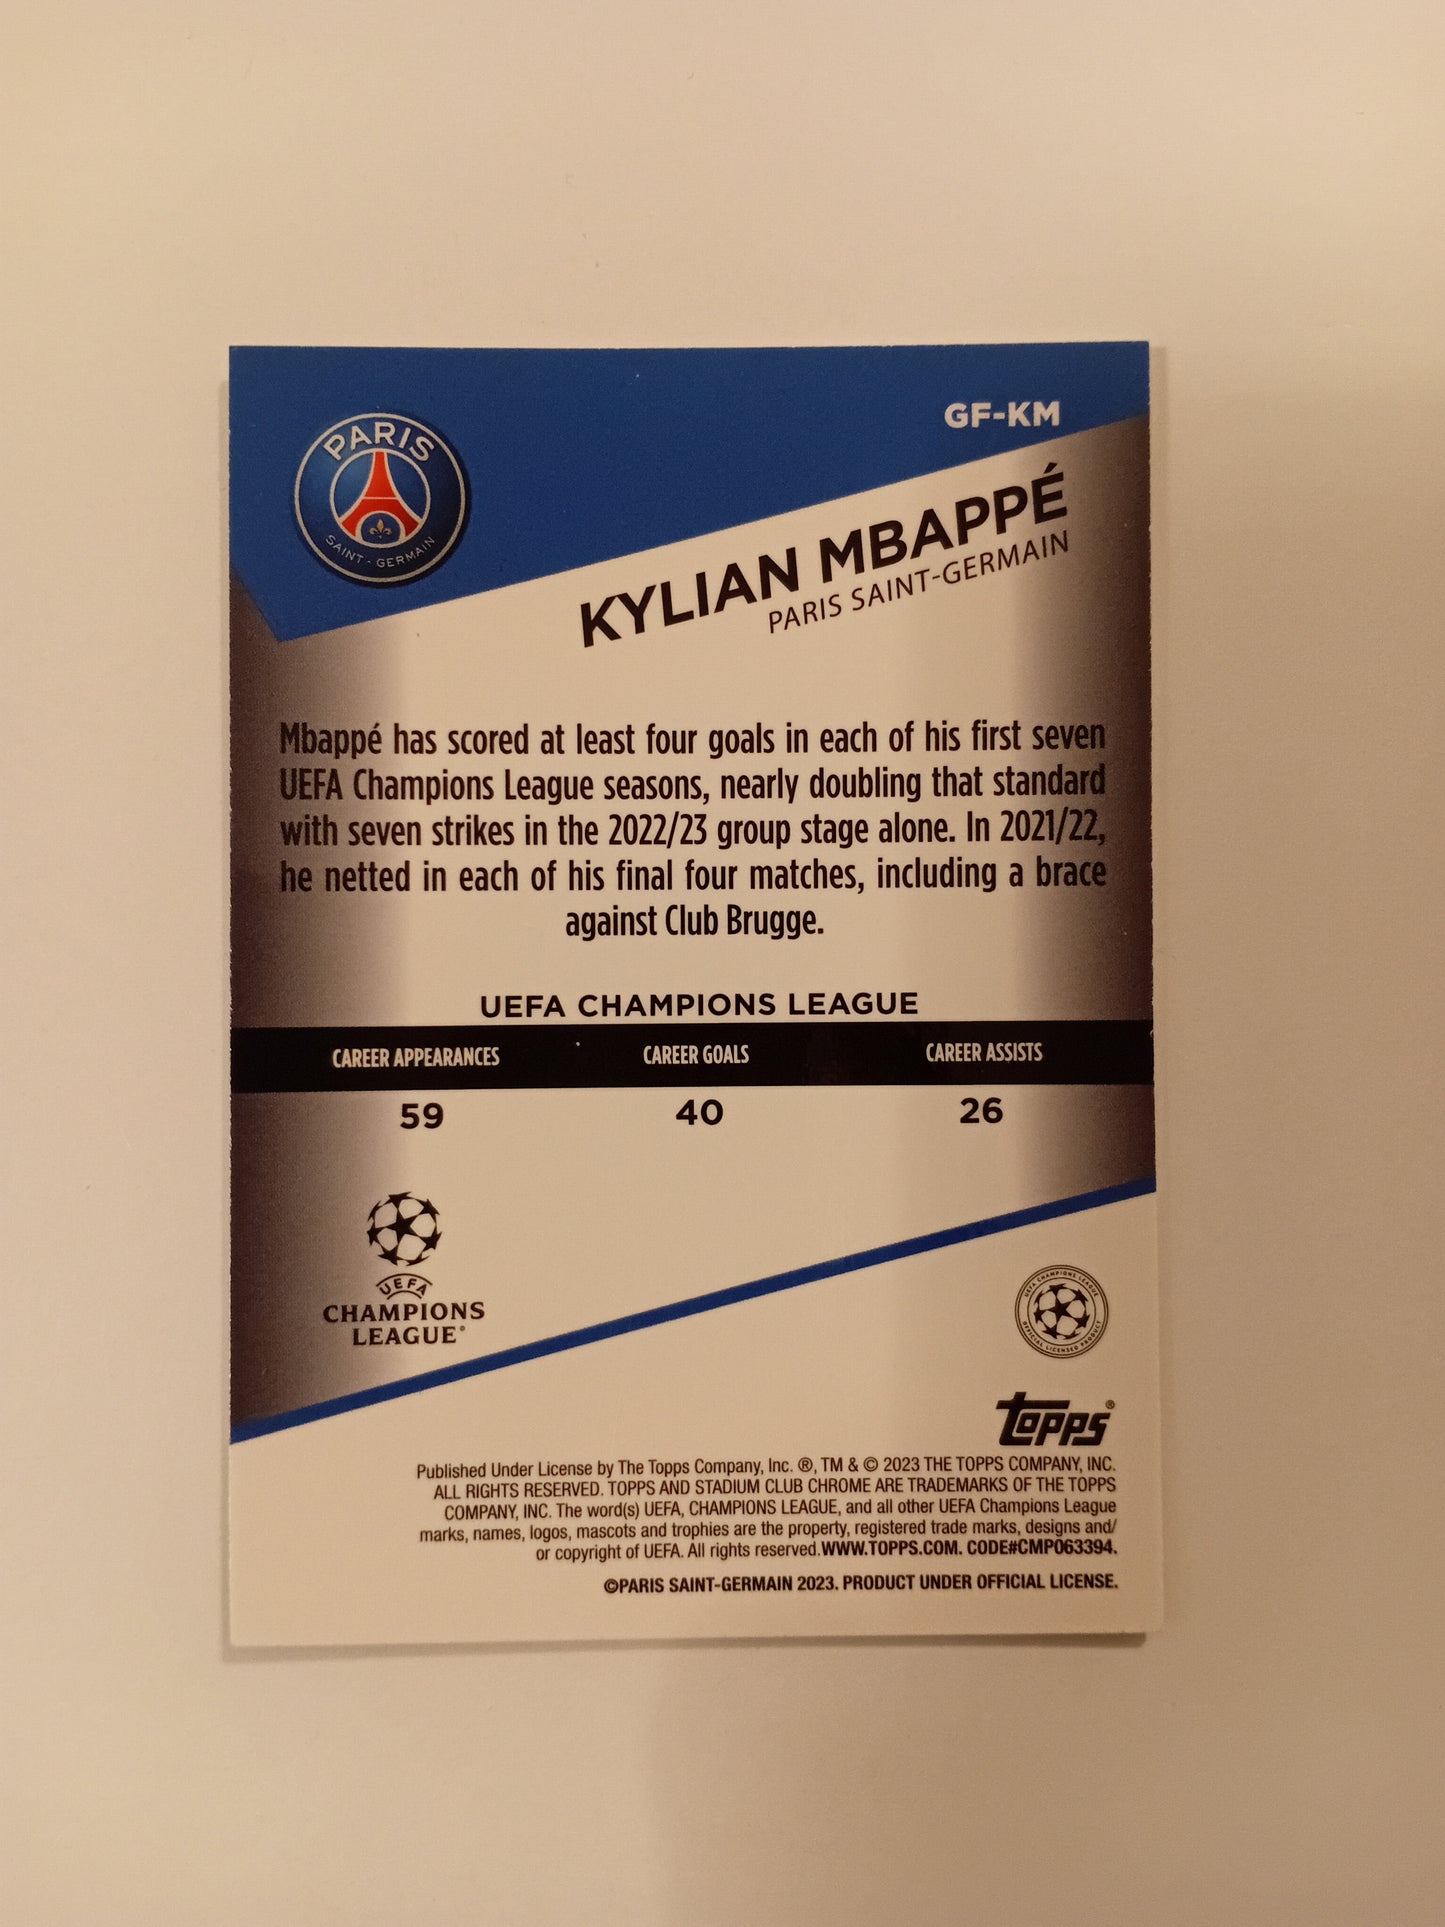 PARIS
SAINT-GERMAIN
GF-KM
KYLIAN MBAPPÉ
PARIS SAINT-GERMAIN
Mbappé has scored at least four goals in each of his first seven
UEFA Champions League seasons, nearly doubling that standard
with seven strikes in the 2022/23 group stage alone. In 2021/22,
he netted in each of his final four matches, including a brace
against Club Brugge.
UEFA CHAMPIONS LEAGUE
CAREER APPEARANCES CAREER GOALS CAREER ASSISTS
59 40 26
UEFA
CHAMPIONS
LEAGUE®
UEFA CHAMPIONS LEAGUE
OFFICIAL LICENSED PRODUCT
topps®
Published Under License by The Topps Company, Inc. ®, TM & © 2023 THE TOPPS COMPANY, INC.
ALL RIGHTS RESERVED. TOPPS AND STADIUM CLUB CHROME ARE TRADEMARKS OF THE TOPPS
COMPANY, INC. The word(s) UEFA, CHAMPIONS LEAGUE, and all other UEFA Champions League
marks, names, logos, mascots and trophies are the property, registered trade marks, designs and/
or copyright of UEFA. All rights reserved. WWW.TOPPS.COM. CODE#CMP063394.
©PARIS SAINT-GERMAIN 2023. PRODUCT UNDER OFFICIAL LICENSE.